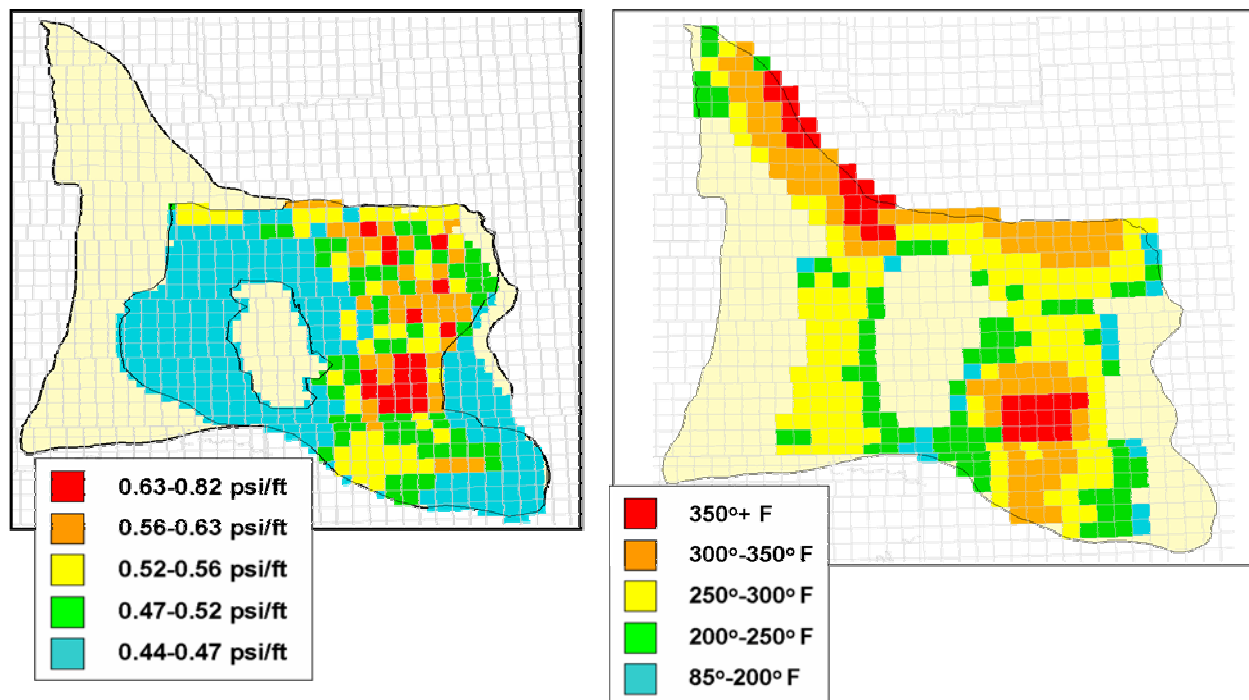 0.63-0.82 psi/ft
0.56-0.63 psi/ft
0.52-0.56 psi/ft
0.47-0.52 psi/ft
0.44-0.47 psi/ft
350°+ F
300°-350° F
250°-300° F
200°-250° F
85°-200° F